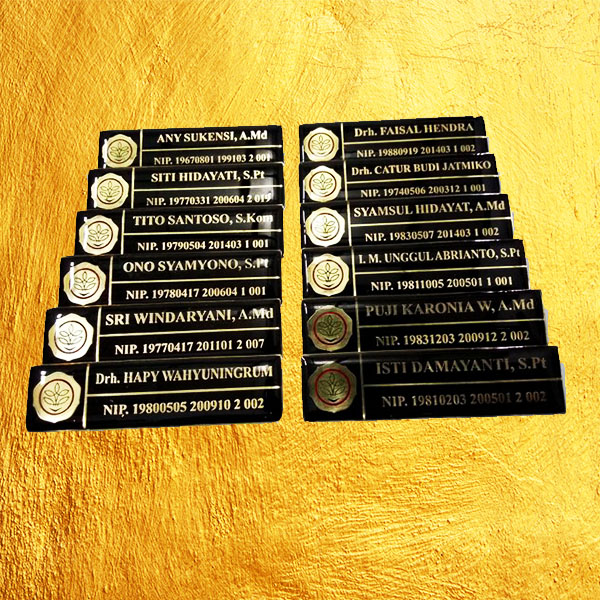 ANY SUKENSI, A.Md
NIP. 19670801 199103 2 001
SITI HIDAYATI, S.Pt
NIP. 19770331 200604 2 019
TITO SANTOSO, S.Kom
NIP. 19790504 201403 1 001
ONO SYAMYONO, S.Pt
NIP. 19780417 200604 1 001
SRI WINDARYANI, A.Md
NIP. 19770417 201101 2 007
Drh. HAPY WAHYUNINGRUM
NIP. 19800505 200910 2 002
Drh. FAISAL HENDRA
NIP. 19880919 201403 1 002
Drh. CATUR BUDI JATMIKO
NIP. 19740506 200312 1 001
SYAMSUL HIDAYAT, A.Md
NIP. 19830507 201403 1 002
I. M. UNGGUL ABRIANTO, S.Pt
NIP. 19811005 200501 1 001
PUJI KARONIA W, A.Md
NIP. 19831203 200912 2 002
ISTI DAMAYANTI, S.Pt
NIP. 19810203 200501 2 002